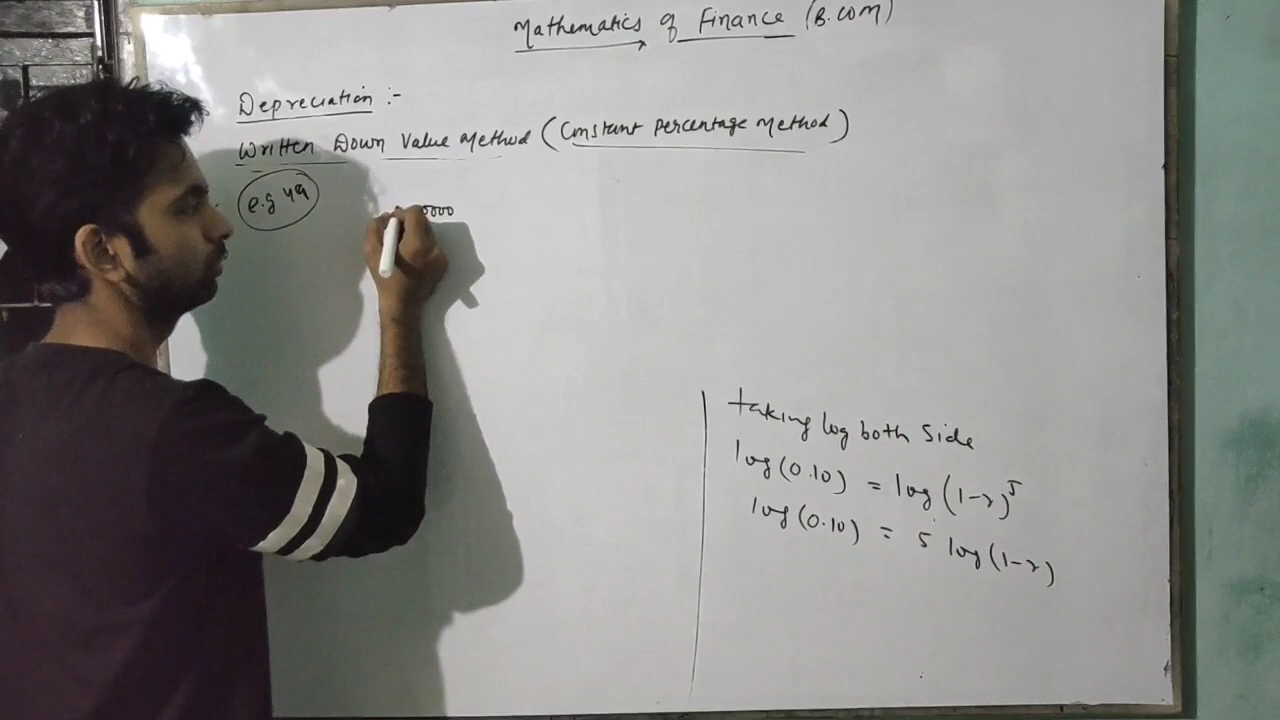 Mathematics of Finance (B.COM)
Depreciation :-
Written Down Value Method (Constant Percentage Method)
e.g 49
0000
taking log both side
log(0.10) = log(1-r)^5
log(0.10) = 5 log(1-r)